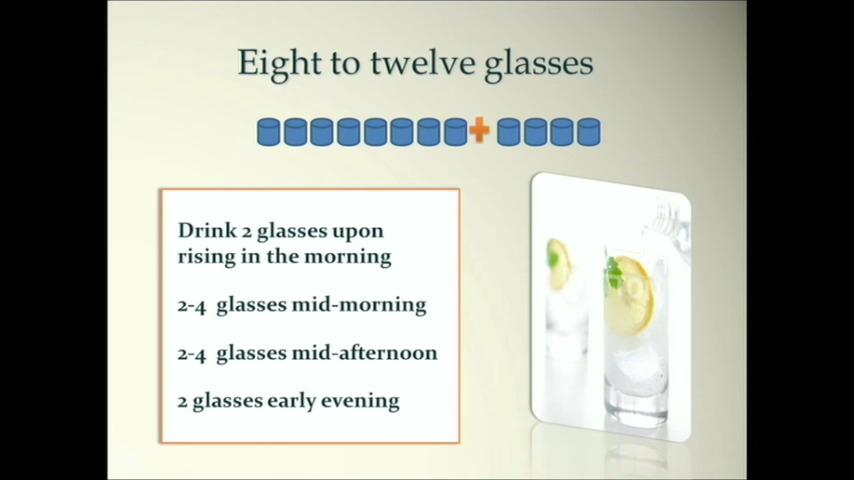 Eight to twelve glasses
Drink 2 glasses upon
rising in the morning
2-4 glasses mid-morning
2-4 glasses mid-afternoon
2 glasses early evening